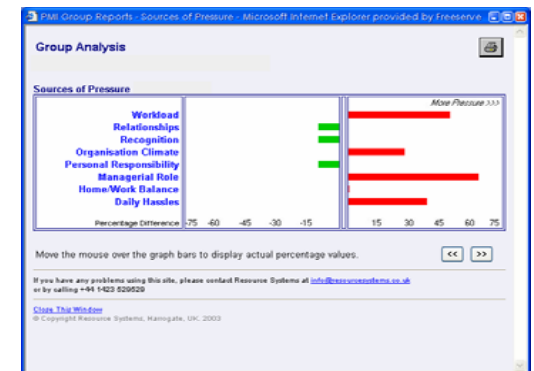 PMI Group Reports - Sources of Pressure - Microsoft Internet Explorer provided by Freeserve
Group Analysis
Sources of Pressure
More Pressure >>>
Workload
Relationships
Recognition
Organisation Climate
Personal Responsibility
Managerial Role
Home/Work Balance
Daily Hassles
Percentage Difference -75 -60 -45 -30 -15 15 30 45 60 75
Move the mouse over the graph bars to display actual percentage values. << >>
If you have any problems using this site, please contact Resource Systems at info@resourcesystems.co.uk
or by calling +44 1423 529529
Close This Window
© Copyright Resource Systems, Harrogate, UK, 2003